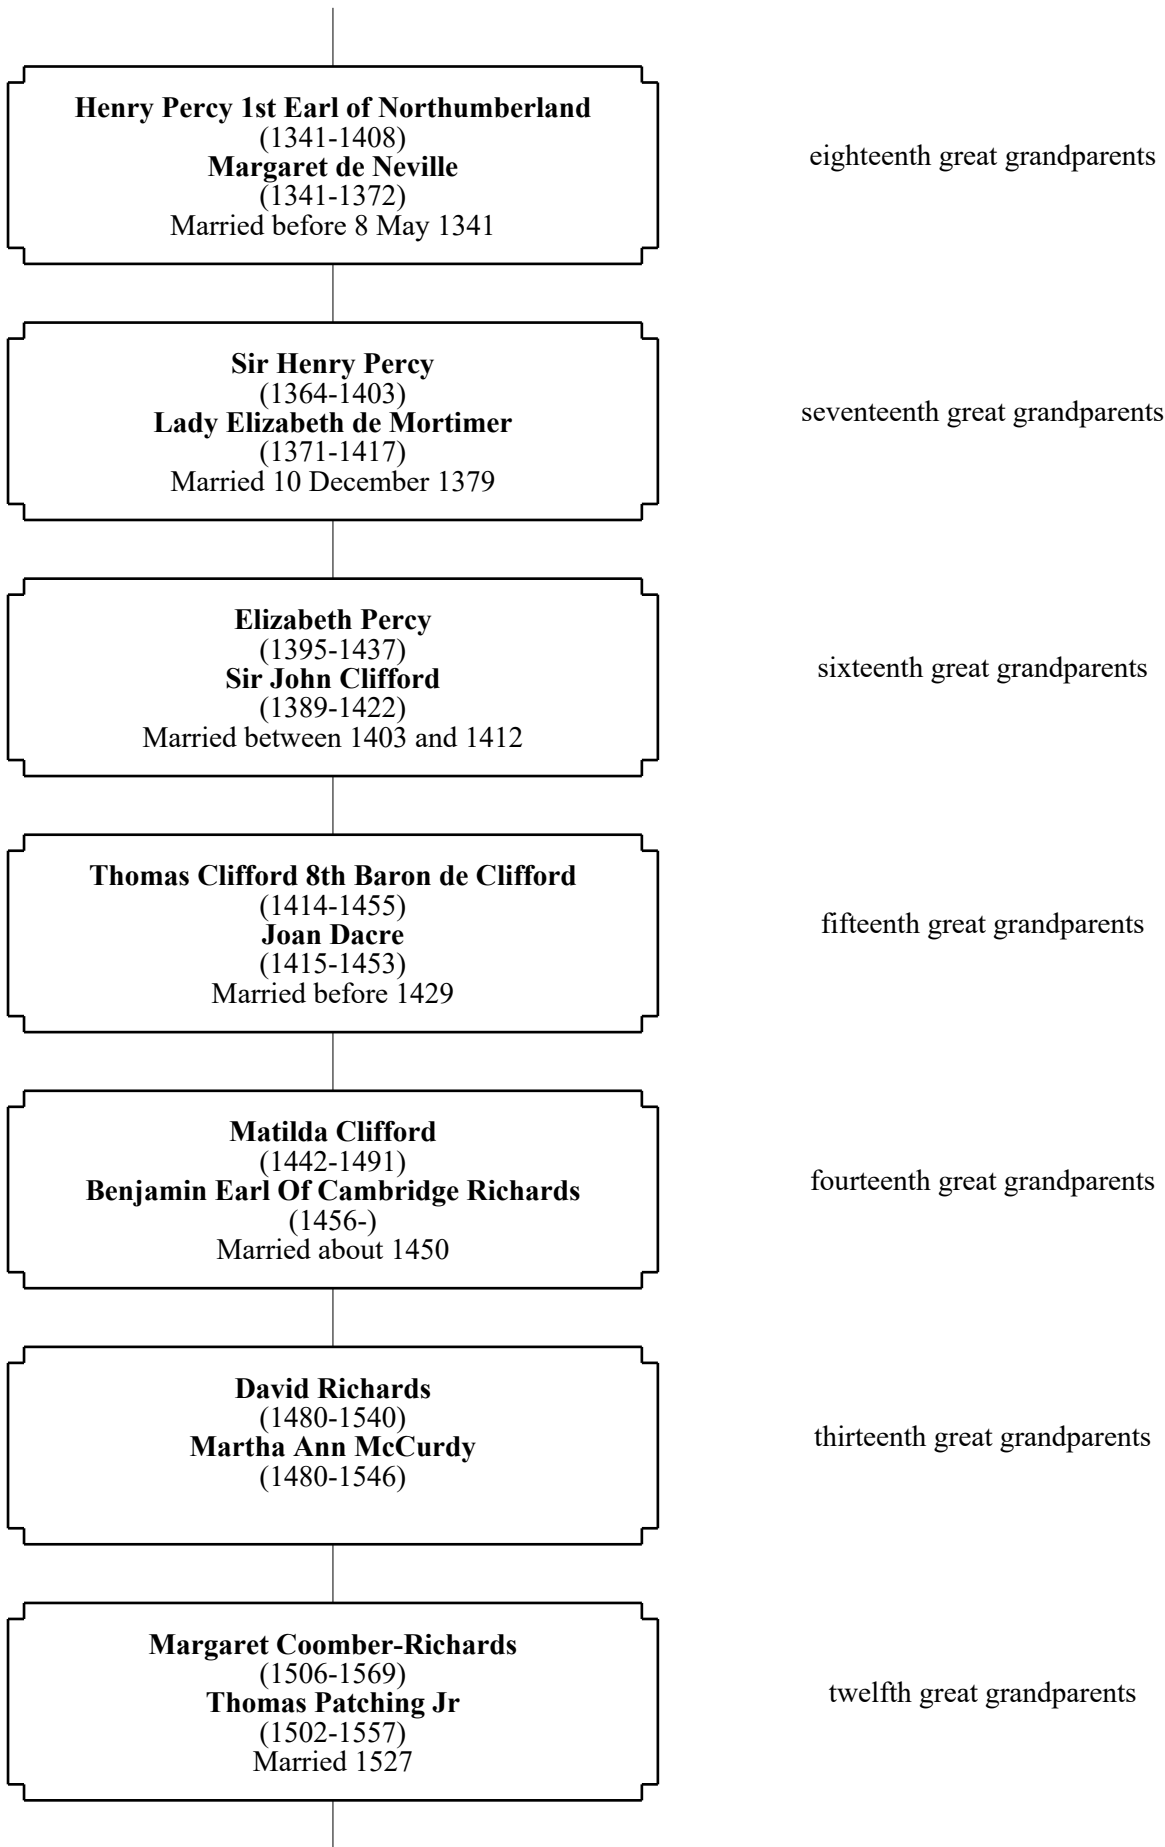 Henry Percy 1st Earl of Northumberland
(1341-1408)
Margaret de Neville
(1341-1372)
Married before 8 May 1341
eighteenth great grandparents
Sir Henry Percy
(1364-1403)
Lady Elizabeth de Mortimer
(1371-1417)
Married 10 December 1379
seventeenth great grandparents
Elizabeth Percy
(1395-1437)
Sir John Clifford
(1389-1422)
Married between 1403 and 1412
sixteenth great grandparents
Thomas Clifford 8th Baron de Clifford
(1414-1455)
Joan Dacre
(1415-1453)
Married before 1429
fifteenth great grandparents
Matilda Clifford
(1442-1491)
Benjamin Earl Of Cambridge Richards
(1456-)
Married about 1450
fourteenth great grandparents
David Richards
(1480-1540)
Martha Ann McCurdy
(1480-1546)
thirteenth great grandparents
Margaret Coomber-Richards
(1506-1569)
Thomas Patching Jr
(1502-1557)
Married 1527
twelfth great grandparents